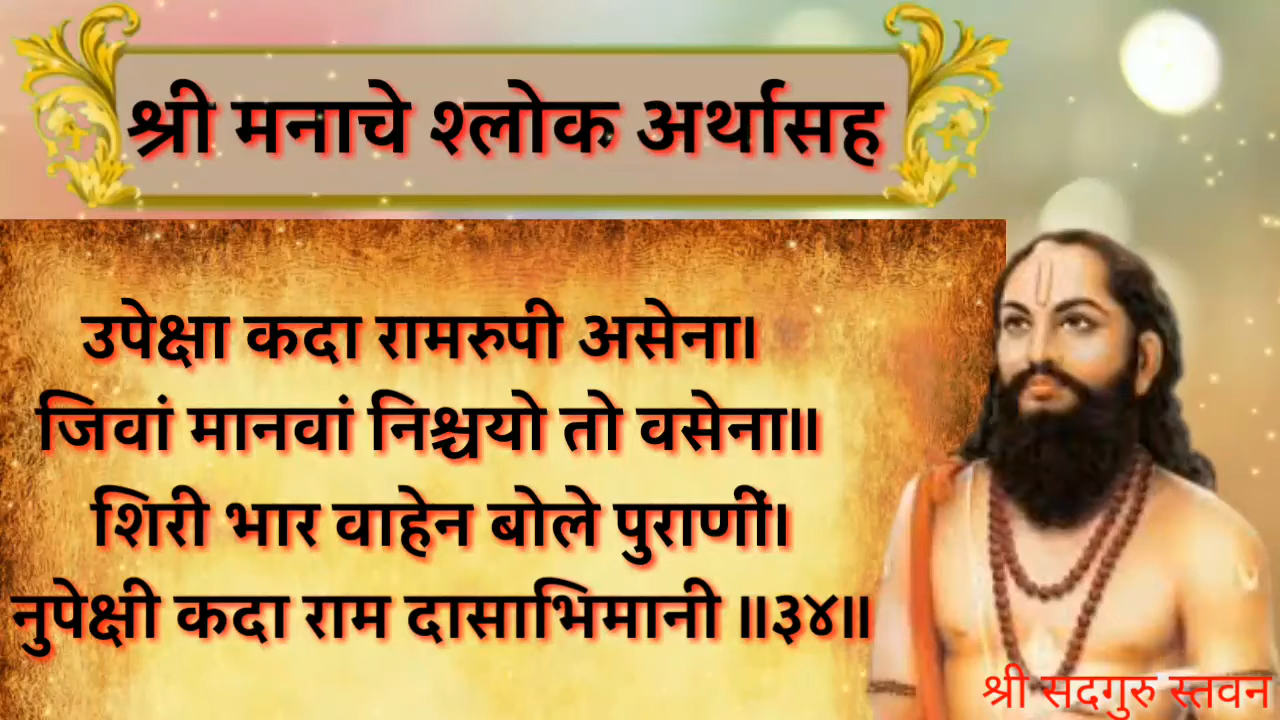 श्री मनाचे श्लोक अर्थासह
उपेक्षा कदा रामरुपी असेना।
जिवां मानवां निश्चयो तो वसेना॥
शिरी भार वाहेन बोले पुराणीं।
नुपेक्षी कदा राम दासाभिमानी ॥३४॥
श्री सदगुरु स्तवन